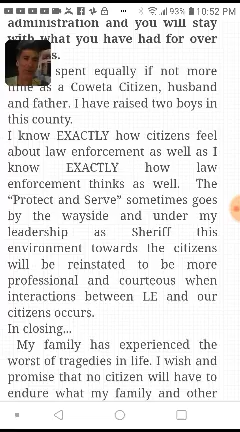 93% 10:52 PM
administration and you will stay
with what you have had for over
s.
spent equally if not more
time as a Coweta Citizen, husband
and father. I have raised two boys in
this county.
I know EXACTLY how citizens feel
about law enforcement as well as I
know EXACTLY how law
enforcement thinks as well. The
“Protect and Serve” sometimes goes
by the wayside and under my
leadership as Sheriff this
environment towards the citizens
will be reinstated to be more
professional and courteous when
interactions between LE and our
citizens occurs.
In closing...
My family has experienced the
worst of tragedies in life. I wish and
promise that no citizen will have to
endure what my family and other